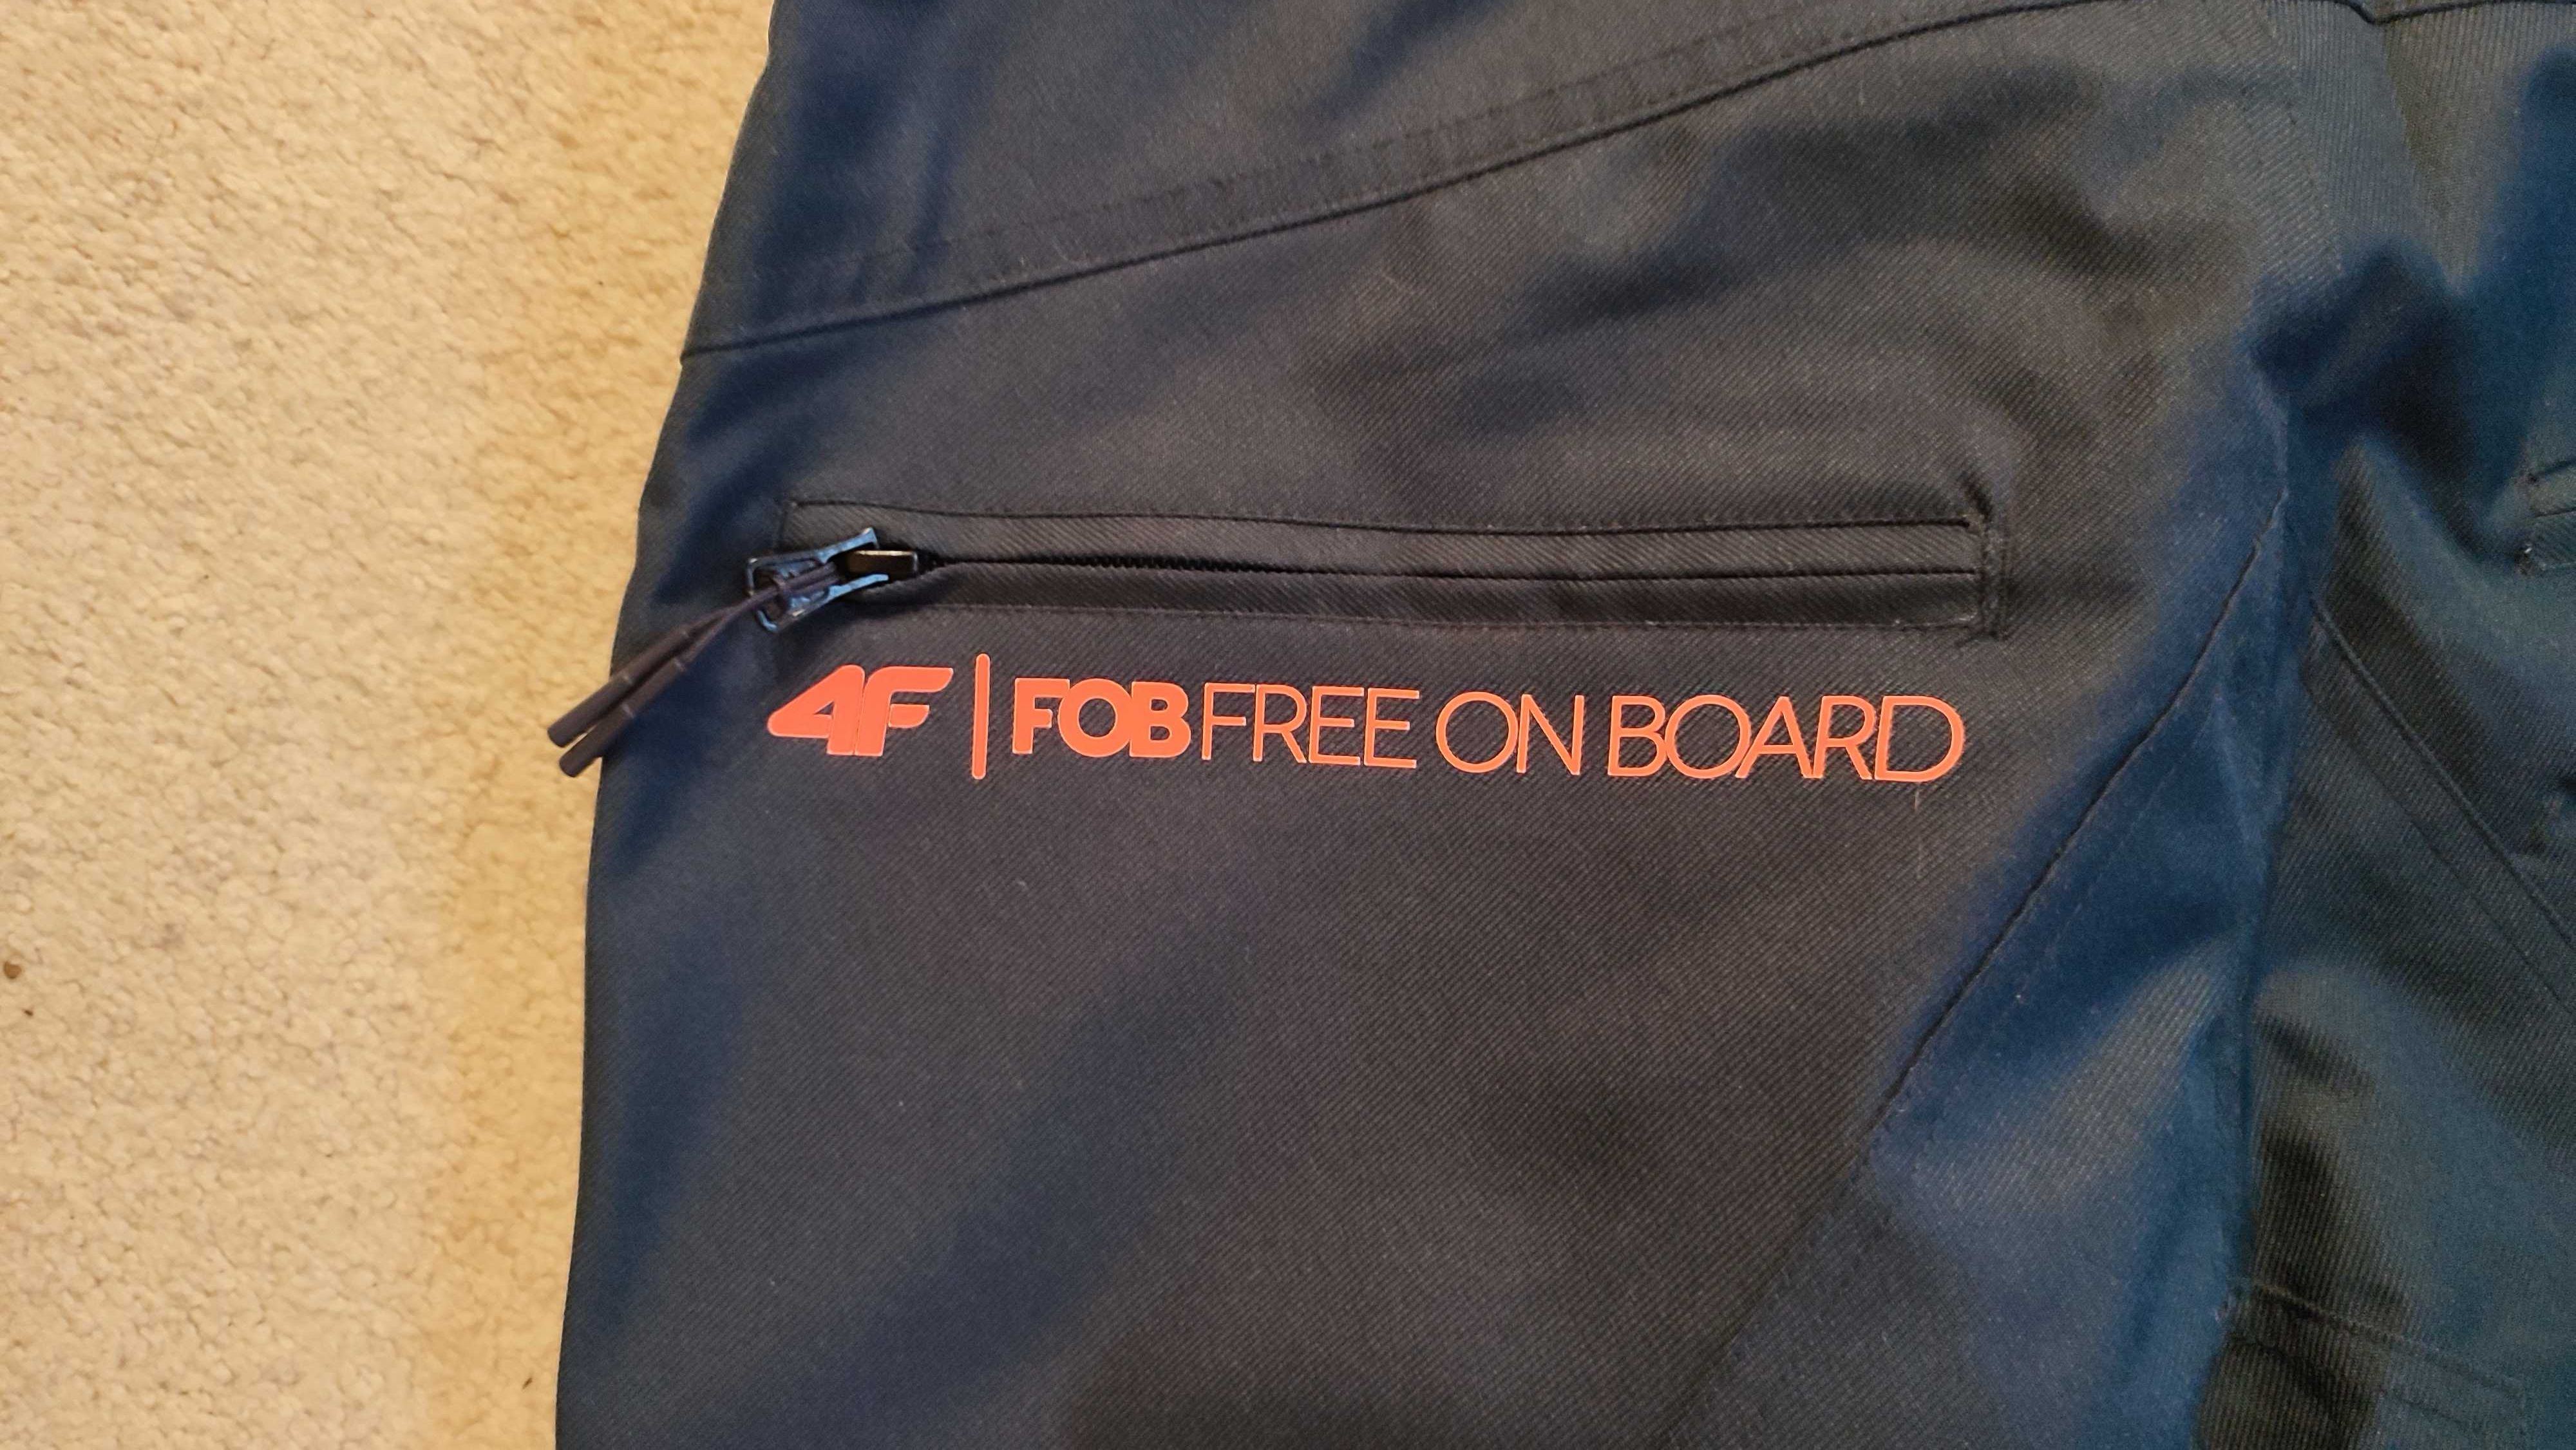 4F | FOB FREE ON BOARD